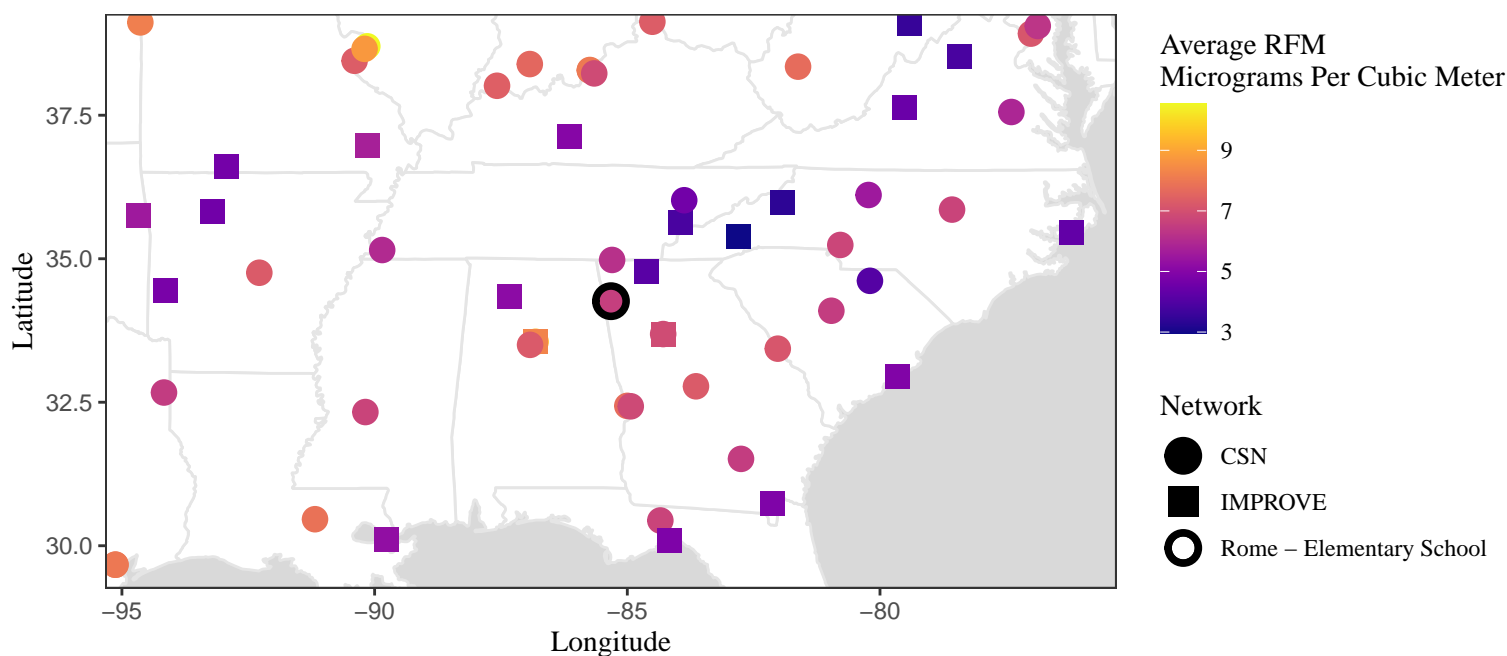 37.5
35.0
32.5
30.0
Latitude
−95
−90
−85
−80
Longitude
Average RFM
Micrograms Per Cubic Meter
9
7
5
3
Network
CSN
IMPROVE
Rome − Elementary School